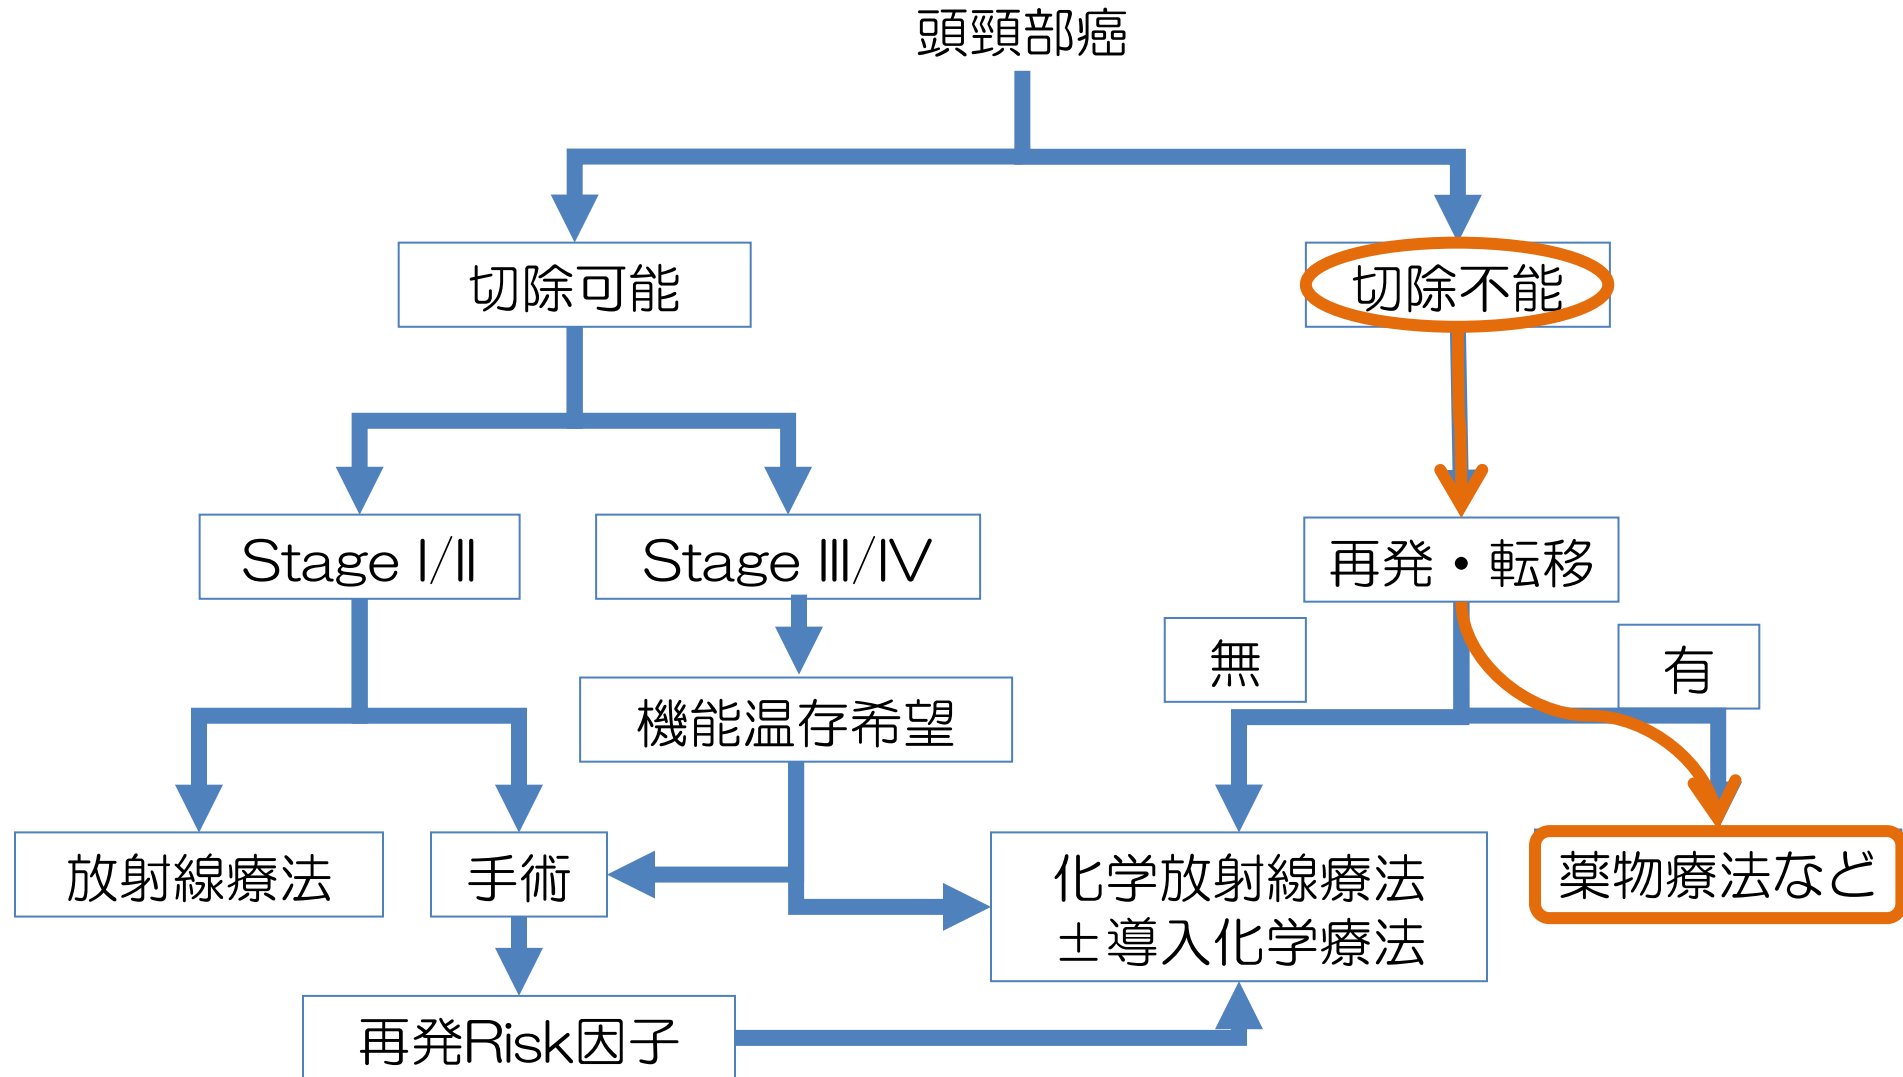 頭頸部癌
切除可能
切除不能
Stage Ⅰ/Ⅱ
Stage Ⅲ/Ⅳ
再発・転移
無
有
機能温存希望
放射線療法
手術
化学放射線療法
±導入化学療法
薬物療法など
再発Risk因子